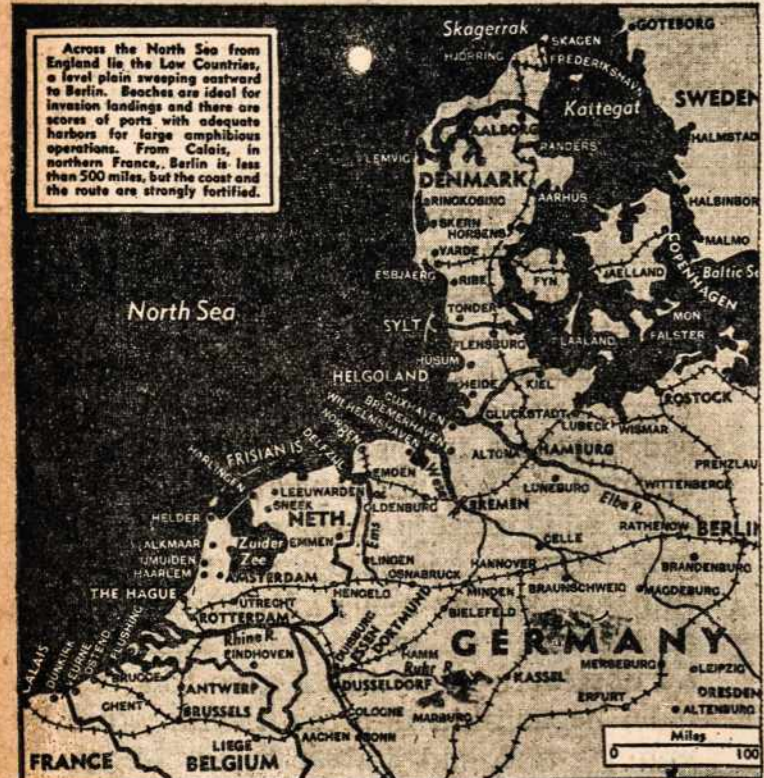 Across the North Sea from
England lie the Low Countries,
a level plain sweeping eastward
to Berlin. Beaches are ideal for
invasion landings and there are
scores of ports with adequate
harbors for large amphibious
operations. From Calais, in
northern France, Berlin is less
than 500 miles, but the coast and
the route are strongly fortified.
Skagerrak
GOTEBORG
SKAGEN
HJORRING
FREDERIKSHAVN
Kattegat
SWEDEN
AALBORG
HALMSTAD
RANDERS
LEMVIG
DENMARK
RINGKOBING
AARHUS
HALBINBOR
SKERN
HORSENS
VARDE
MALMO
COPENHAGEN
ESBJAERG
RIBE
FYN
JAELLAND
Baltic Se
North Sea
TONDER
MON
SYLT
FLENSBURG
LAALAND
FALSTER
HUSUM
HELGOLAND
HEIDE
KIEL
ROSTOCK
CUXHAVEN
BREMERHAVEN
WILHELMSHAVEN
NORDEN
DELFZIJL
GLUCKSTADT
LUBECK
WISMAR
FRISIAN IS
HARLINGEN
EMDEN
Weser R.
ALTONA
HAMBURG
PRENZLAU
LEEUWARDEN
OLDENBURG
LUNEBURG
WITTENBERGE
SNEEK
BREMEN
Elbe R.
HELDER
NETH.
RATHENOW
BERLIN
ALKMAAR
Zuider
Zee
EMMEN
Ems R.
CELLE
IJMUIDEN
LINGEN
HANNOVER
BRANDENBURG
HAARLEM
AMSTERDAM
OSNABRUCK
THE HAGUE
HENGELO
MINDEN
BRAUNSCHWEIG
MAGDEBURG
UTRECHT
BIELEFELD
ROTTERDAM
Rhine R.
DUISBURG
ESSEN
DORTMUND
GERMANY
CALAIS
DUNKIRK
FURNE
OSTEND
FLUSHING
EINDHOVEN
HAMM
Ruhr R.
MERSEBURG
LEIPZIG
BRUGGE
ANTWERP
DUSSELDORF
KASSEL
DRESDEN
GHENT
BRUSSELS
COLOGNE
MARBURG
ERFURT
ALTENBURG
LIEGE
AACHEN
BONN
FRANCE
BELGIUM
Miles
0 100